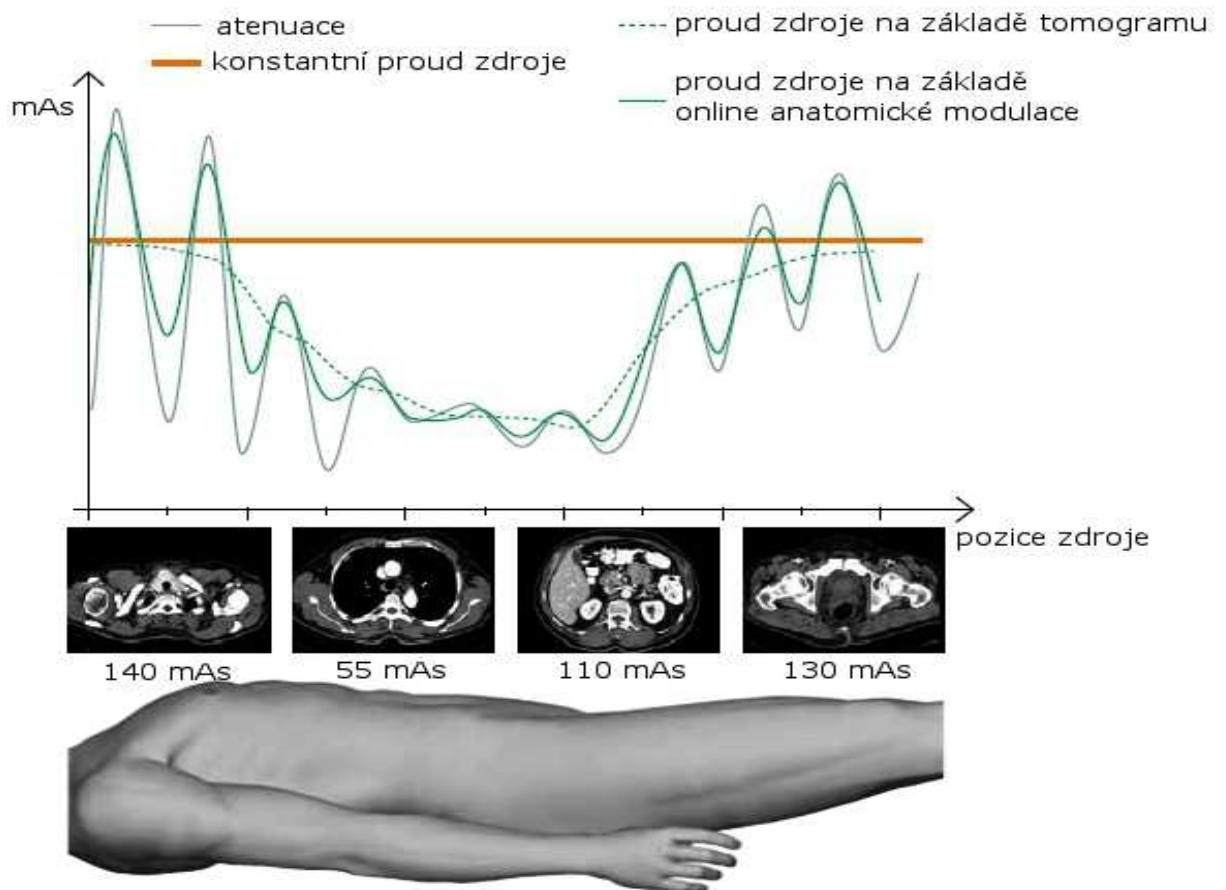 atenuace
konstantní proud zdroje
proud zdroje na základě tomogramu
proud zdroje na základě
online anatomické modulace
mAs
pozice zdroje
140 mAs
55 mAs
110 mAs
130 mAs